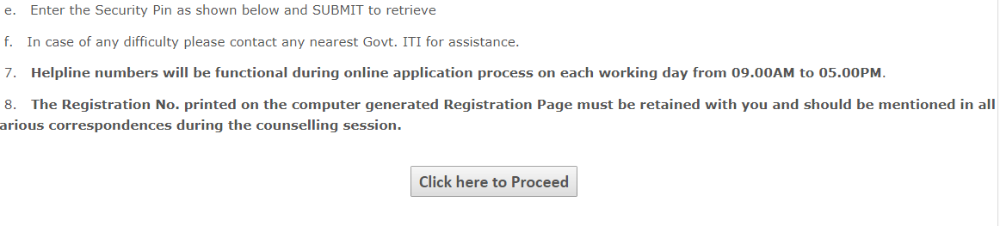 e. Enter the Security Pin as shown below and SUBMIT to retrieve
f. In case of any difficulty please contact any nearest Govt. ITI for assistance.
7. Helpline numbers will be functional during online application process on each working day from 09.00AM to 05.00PM.
8. The Registration No. printed on the computer generated Registration Page must be retained with you and should be mentioned in all
arious correspondences during the counselling session.
Click here to Proceed